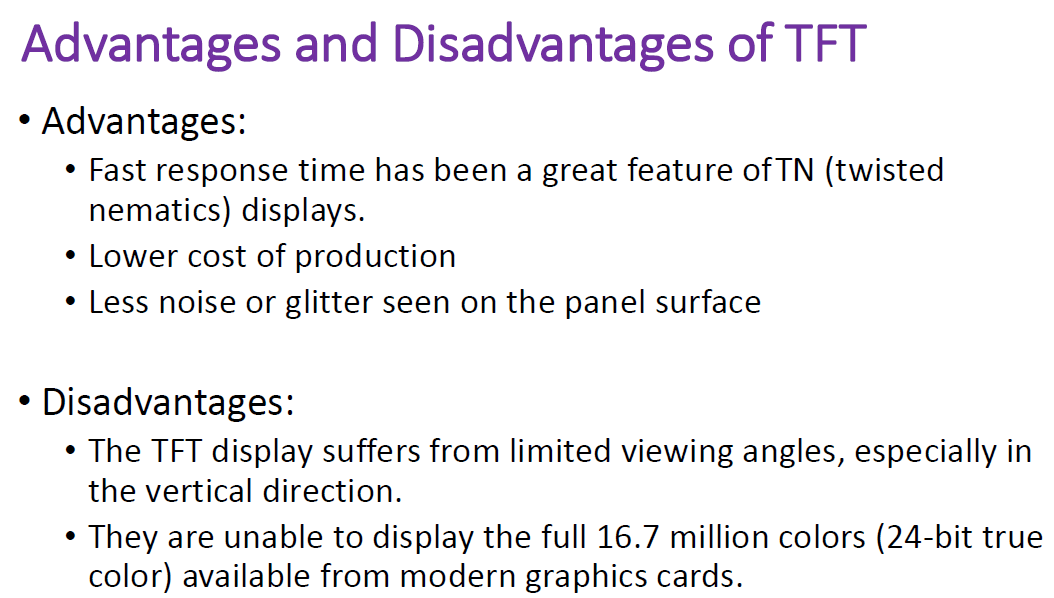 Advantages and Disadvantages of TFT
• Advantages:
• Fast response time has been a great feature of TN (twisted
nematics) displays.
• Lower cost of production
• Less noise or glitter seen on the panel surface
• Disadvantages:
• The TFT display suffers from limited viewing angles, especially in
the vertical direction.
• They are unable to display the full 16.7 million colors (24-bit true
color) available from modern graphics cards.